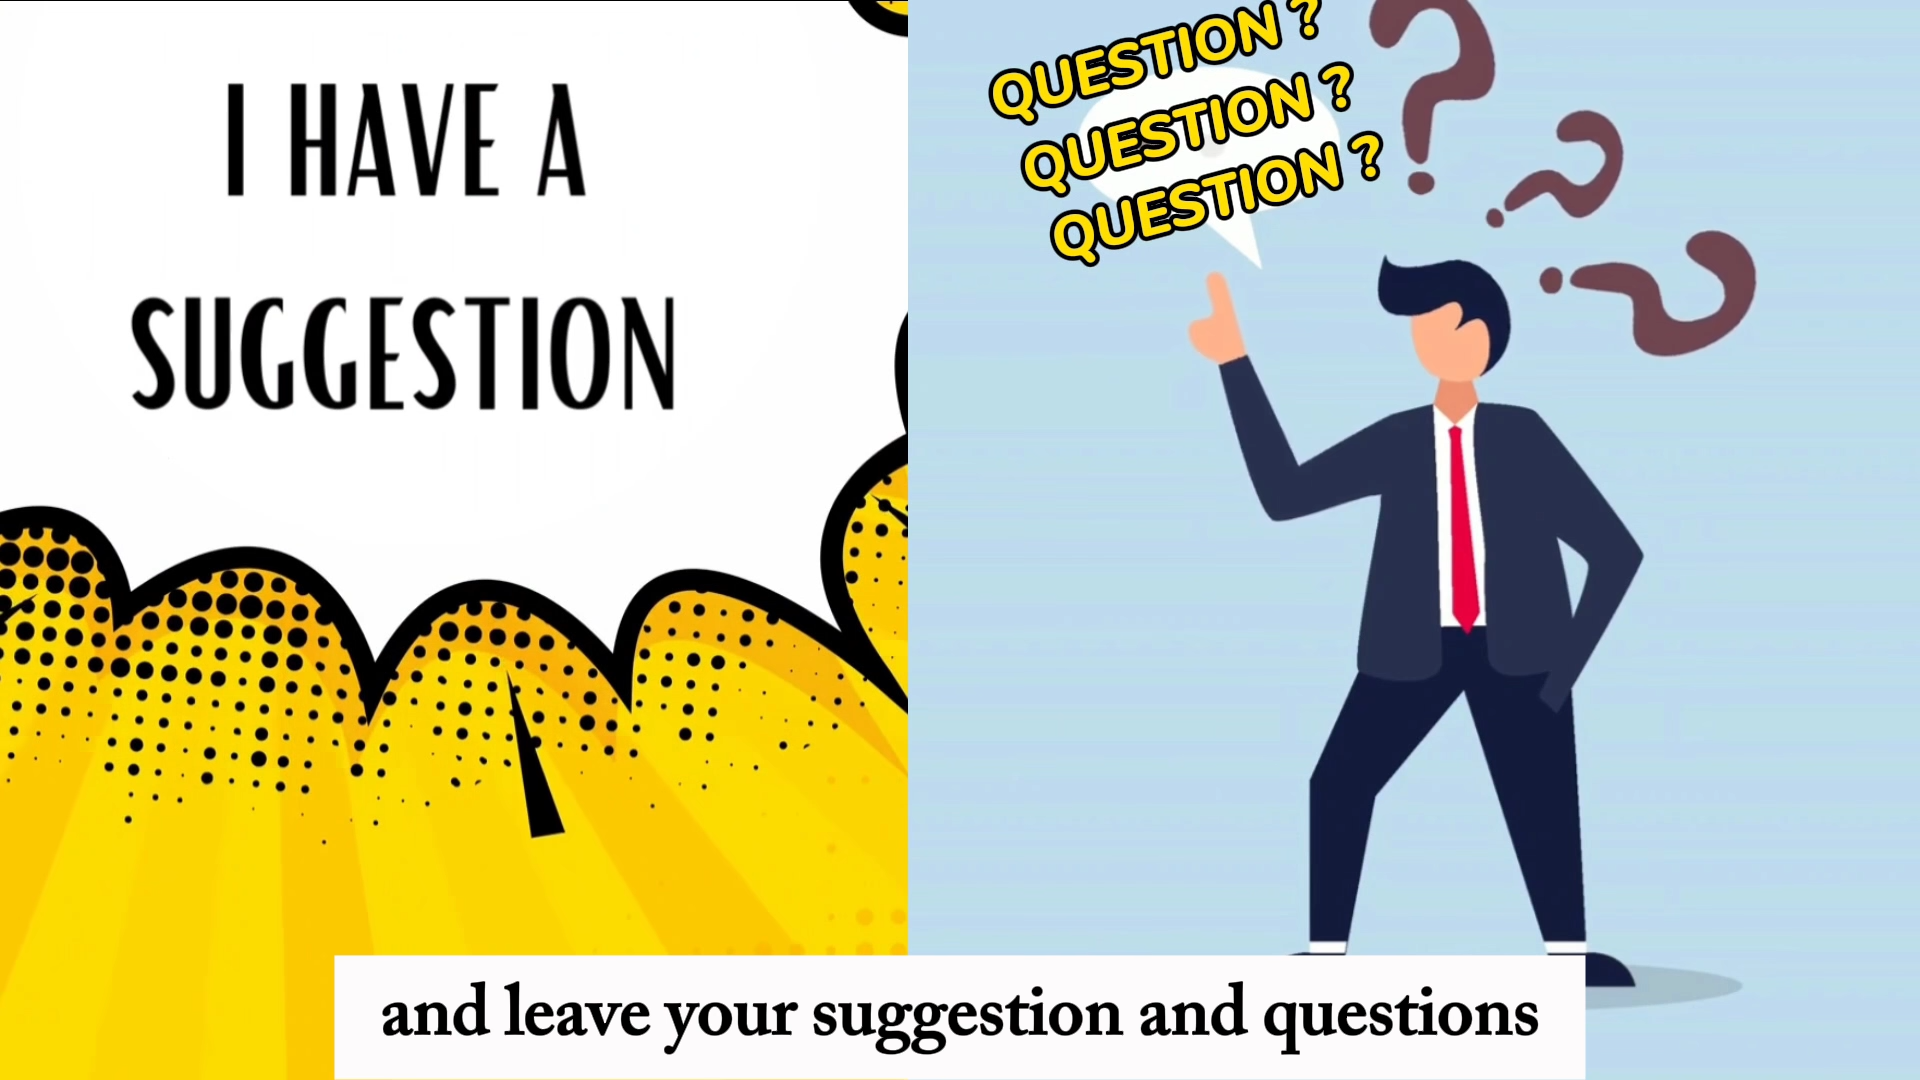 I HAVE A
SUGGESTION
QUESTION ?
QUESTION ?
QUESTION ?
and leave your suggestion and questions